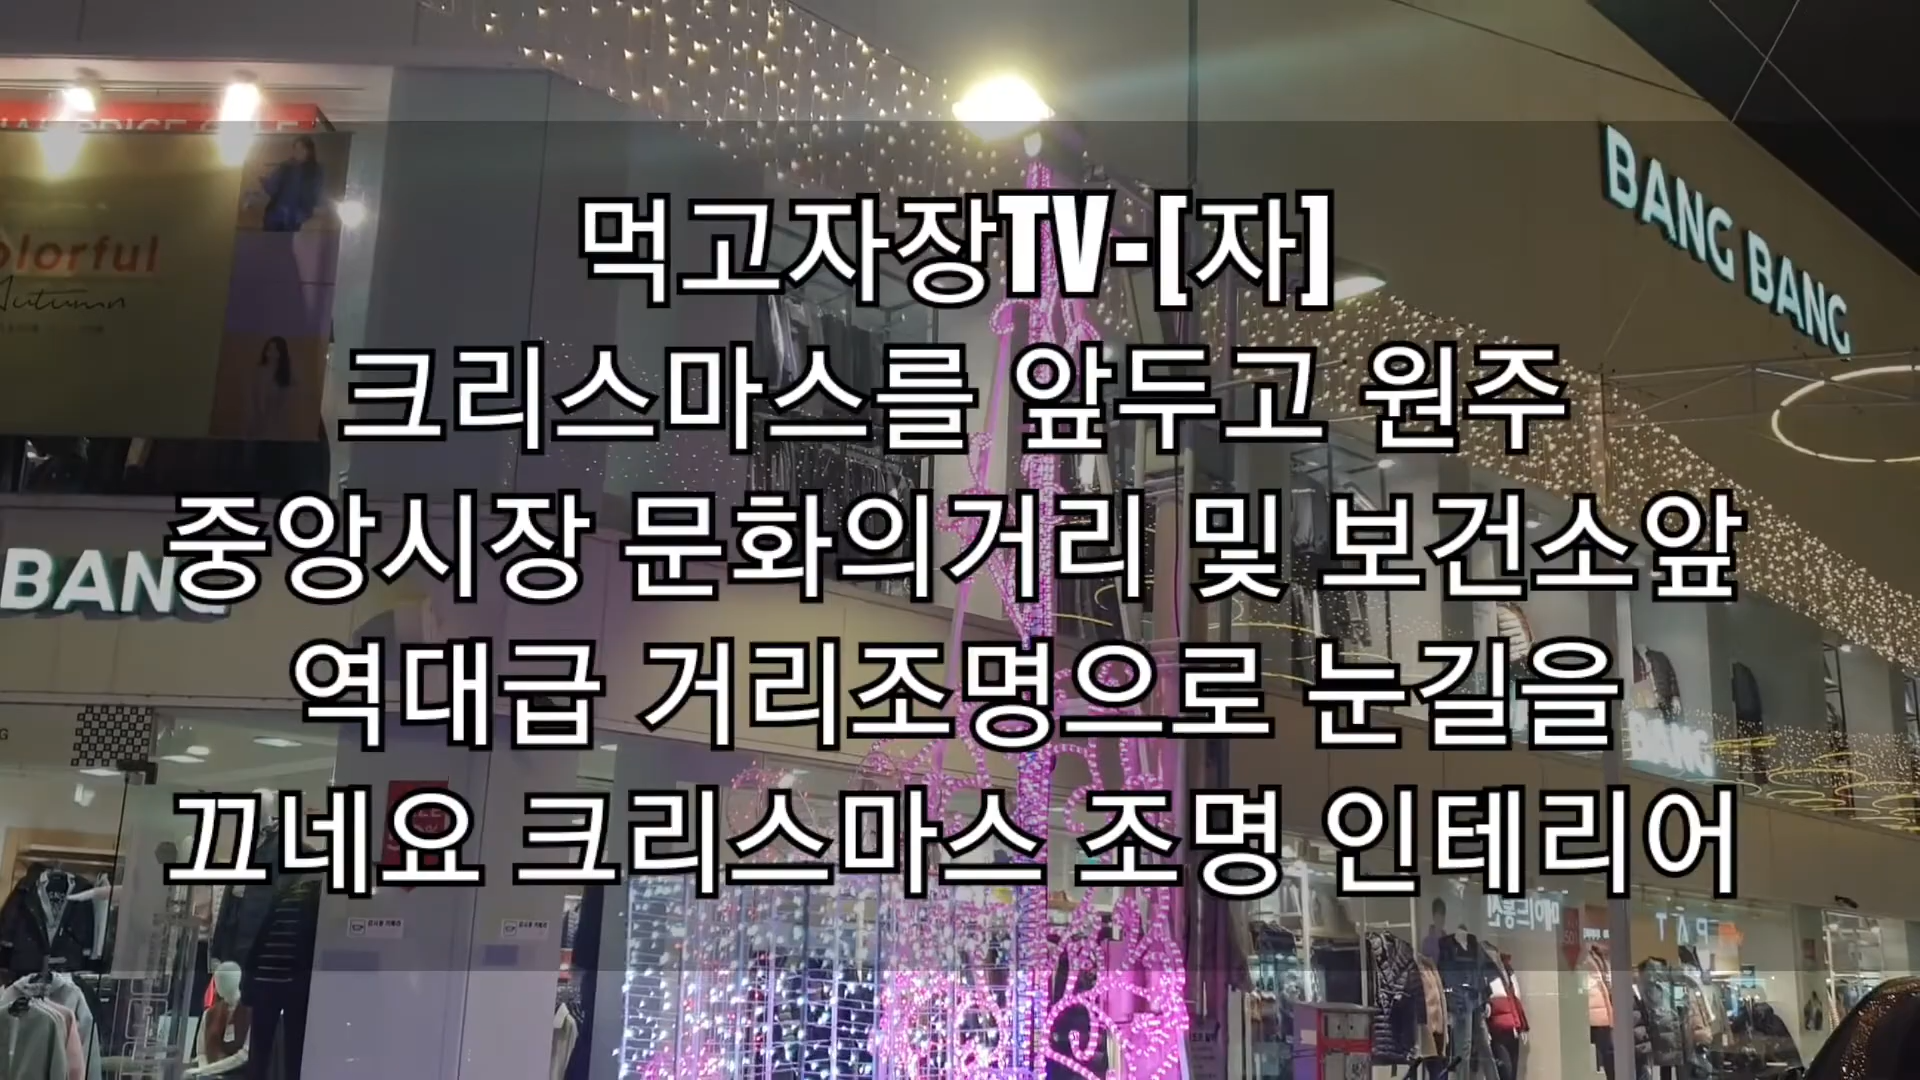 먹고자장TV-[자]
크리스마스를 앞두고 원주
중앙시장 문화의거리 및 보건소앞
역대급 거리조명으로 눈길을
끄네요 크리스마스 조명 인테리어
BANG BANG
olorful
Autumn
BANG
BANG